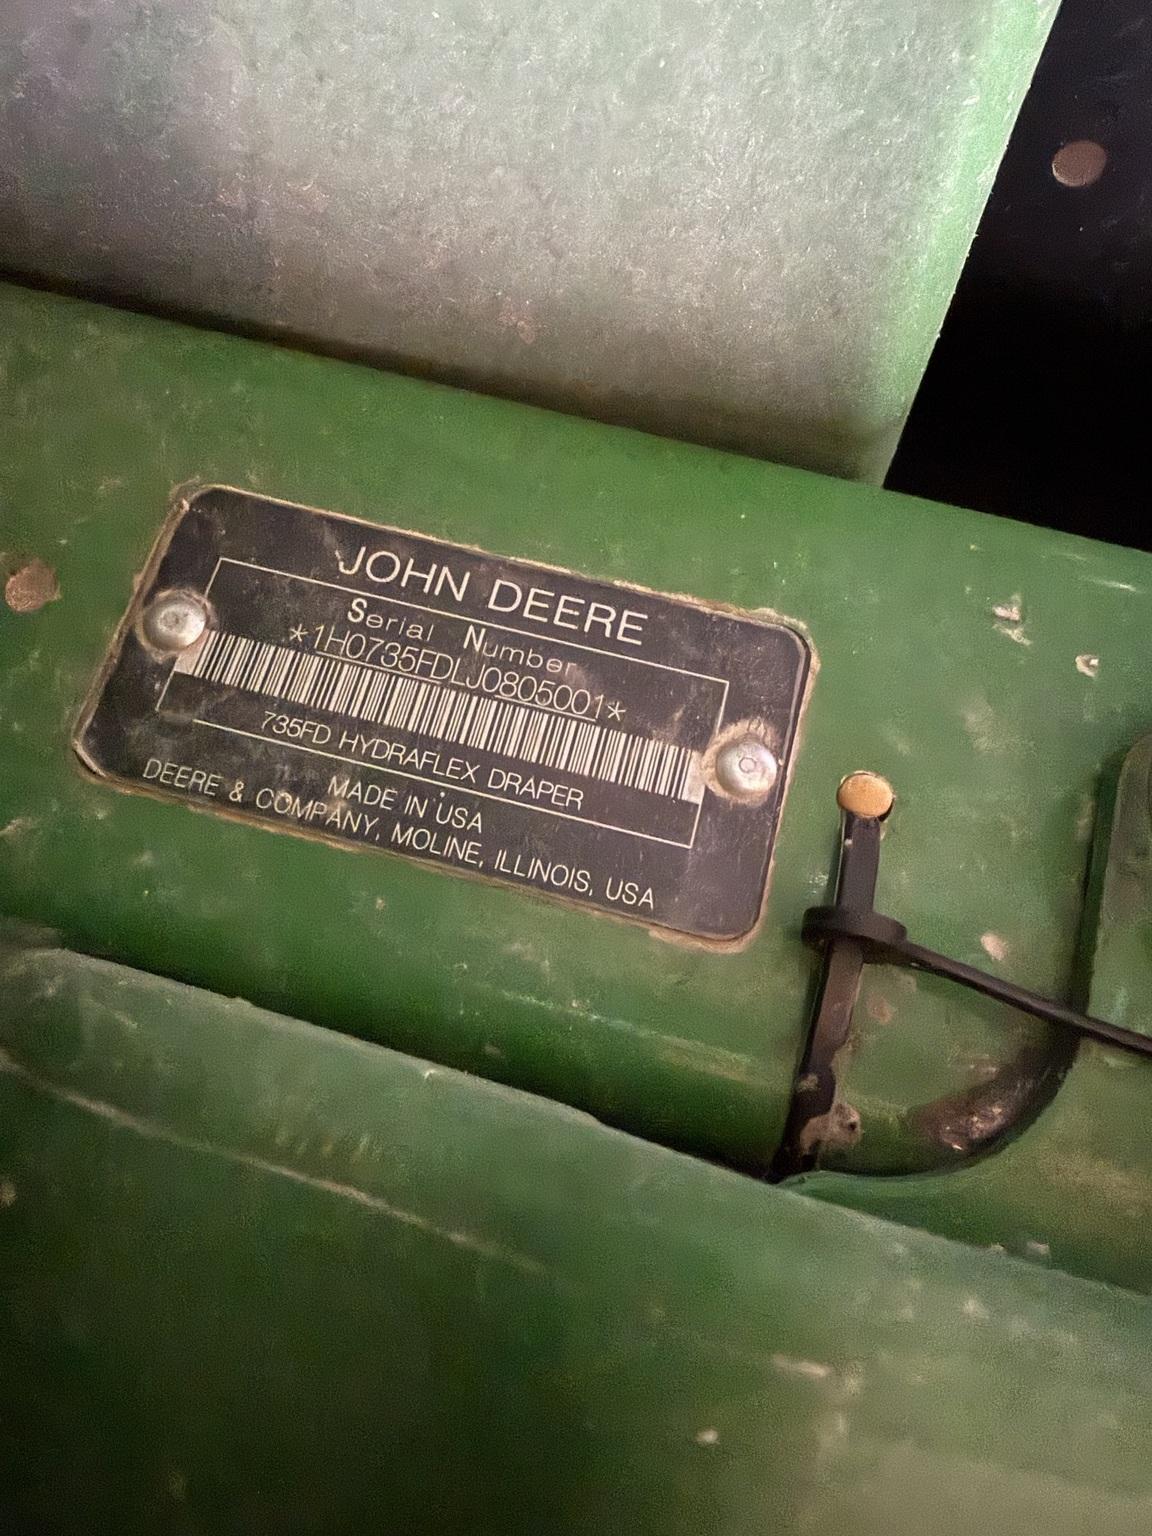 JOHN DEERE
Serial Number
*1H0735FDLJ0805001*
735FD HYDRAFLEX DRAPER
MADE IN USA
DEERE & COMPANY, MOLINE, ILLINOIS, USA